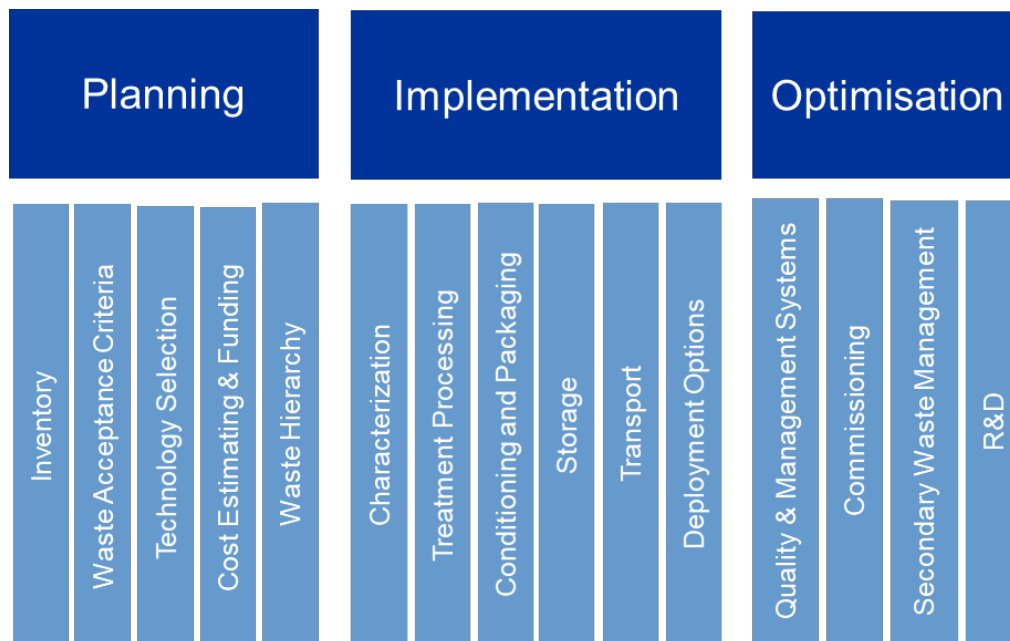 Planning
Inventory
Waste Acceptance Criteria
Technology Selection
Cost Estimating & Funding
Waste Hierarchy
Implementation
Characterization
Treatment Processing
Conditioning and Packaging
Storage
Transport
Deployment Options
Optimisation
Quality & Management Systems
Commissioning
Secondary Waste Management
R&D